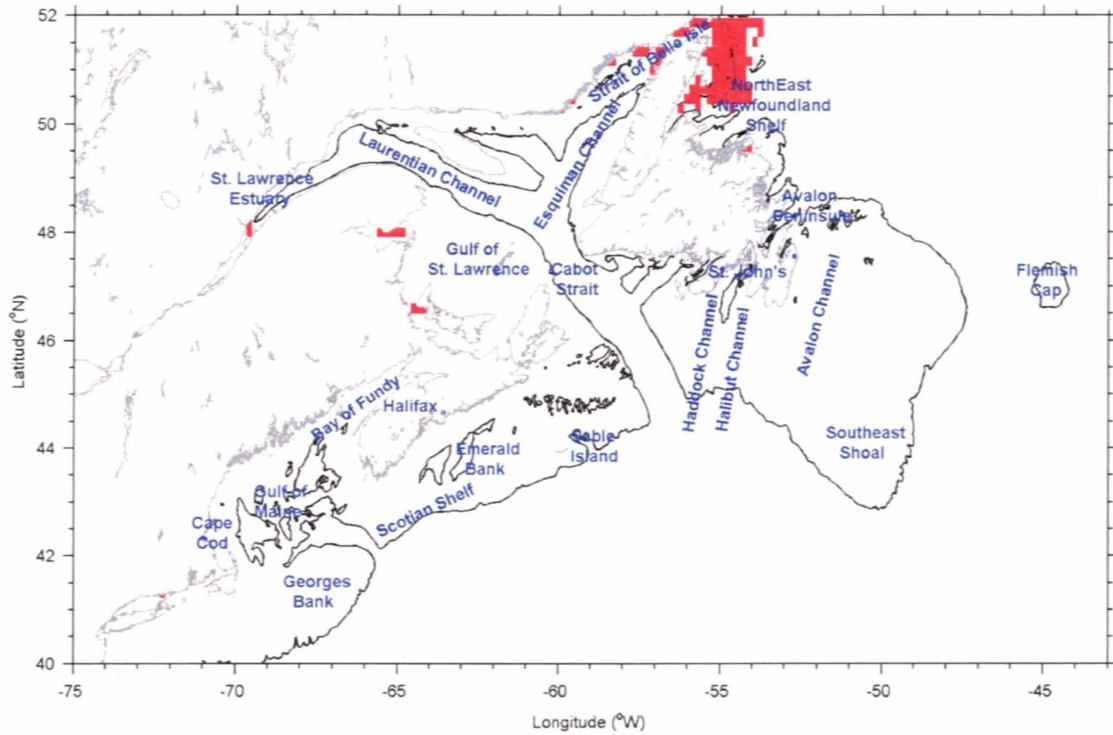 52
50
48
46
44
42
40
Latitude (°N)
Strait of Belle Isle
NorthEast
Newfoundland
Shelf
Laurentian Channel
Esquiman Channel
St. Lawrence
Estuary
Avalon
Peninsula
Gulf of
St. Lawrence
Cabot
Strait
St. John's
Flemish
Cap
Avalon Channel
Haddock Channel
Halibut Channel
Bay of Fundy
Halifax
Emerald
Bank
Sable
Island
Southeast
Shoal
Gulf of
Maine
Scotian Shelf
Cape
Cod
Georges
Bank
-75
-70
-65
-60
-55
-50
-45
Longitude (°W)